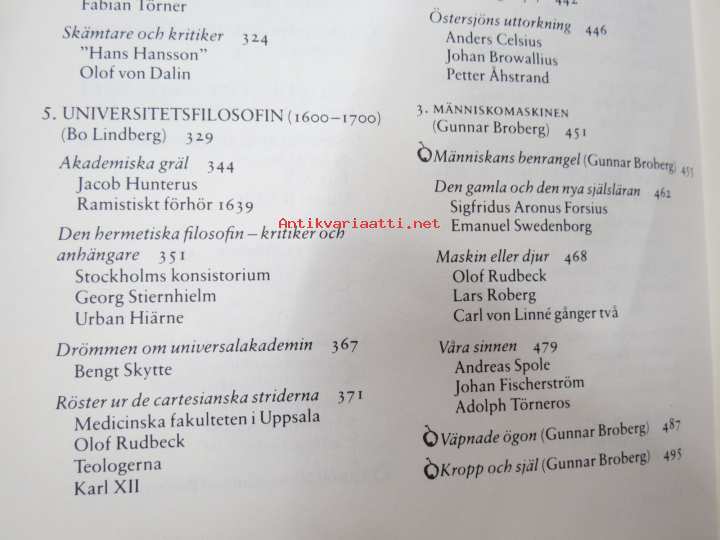 Fabian Törner
Skämtare och kritiker 324
"Hans Hansson"
Olof von Dalin
5. UNIVERSITETSFILOSOFIN (1600–1700)
(Bo Lindberg) 329
Akademiska gräl 344
Jacob Hunterus
Ramistiskt förhör 1639
Den hermetiska filosofin – kritiker och
anhängare 351
Stockholms konsistorium
Georg Stiernhielm
Urban Hiärne
Drömmen om universalakademin 367
Bengt Skytte
Röster ur de cartesianska striderna 371
Medicinska fakulteten i Uppsala
Olof Rudbeck
Teologerna
Karl XII
442
Östersjöns uttorkning 446
Anders Celsius
Johan Browallius
Petter Åhstrand
3. MÄNNISKOMASKINEN
(Gunnar Broberg) 451
Människans benrangel (Gunnar Broberg) 455
Den gamla och den nya själsläran 462
Sigfridus Aronus Forsius
Emanuel Swedenborg
Maskin eller djur 468
Olof Rudbeck
Lars Roberg
Carl von Linné gånger två
Våra sinnen 479
Andreas Spole
Johan Fischerström
Adolph Törneros
Väpnade ögon (Gunnar Broberg) 487
Kropp och själ (Gunnar Broberg) 495
Antikvariaatti.net